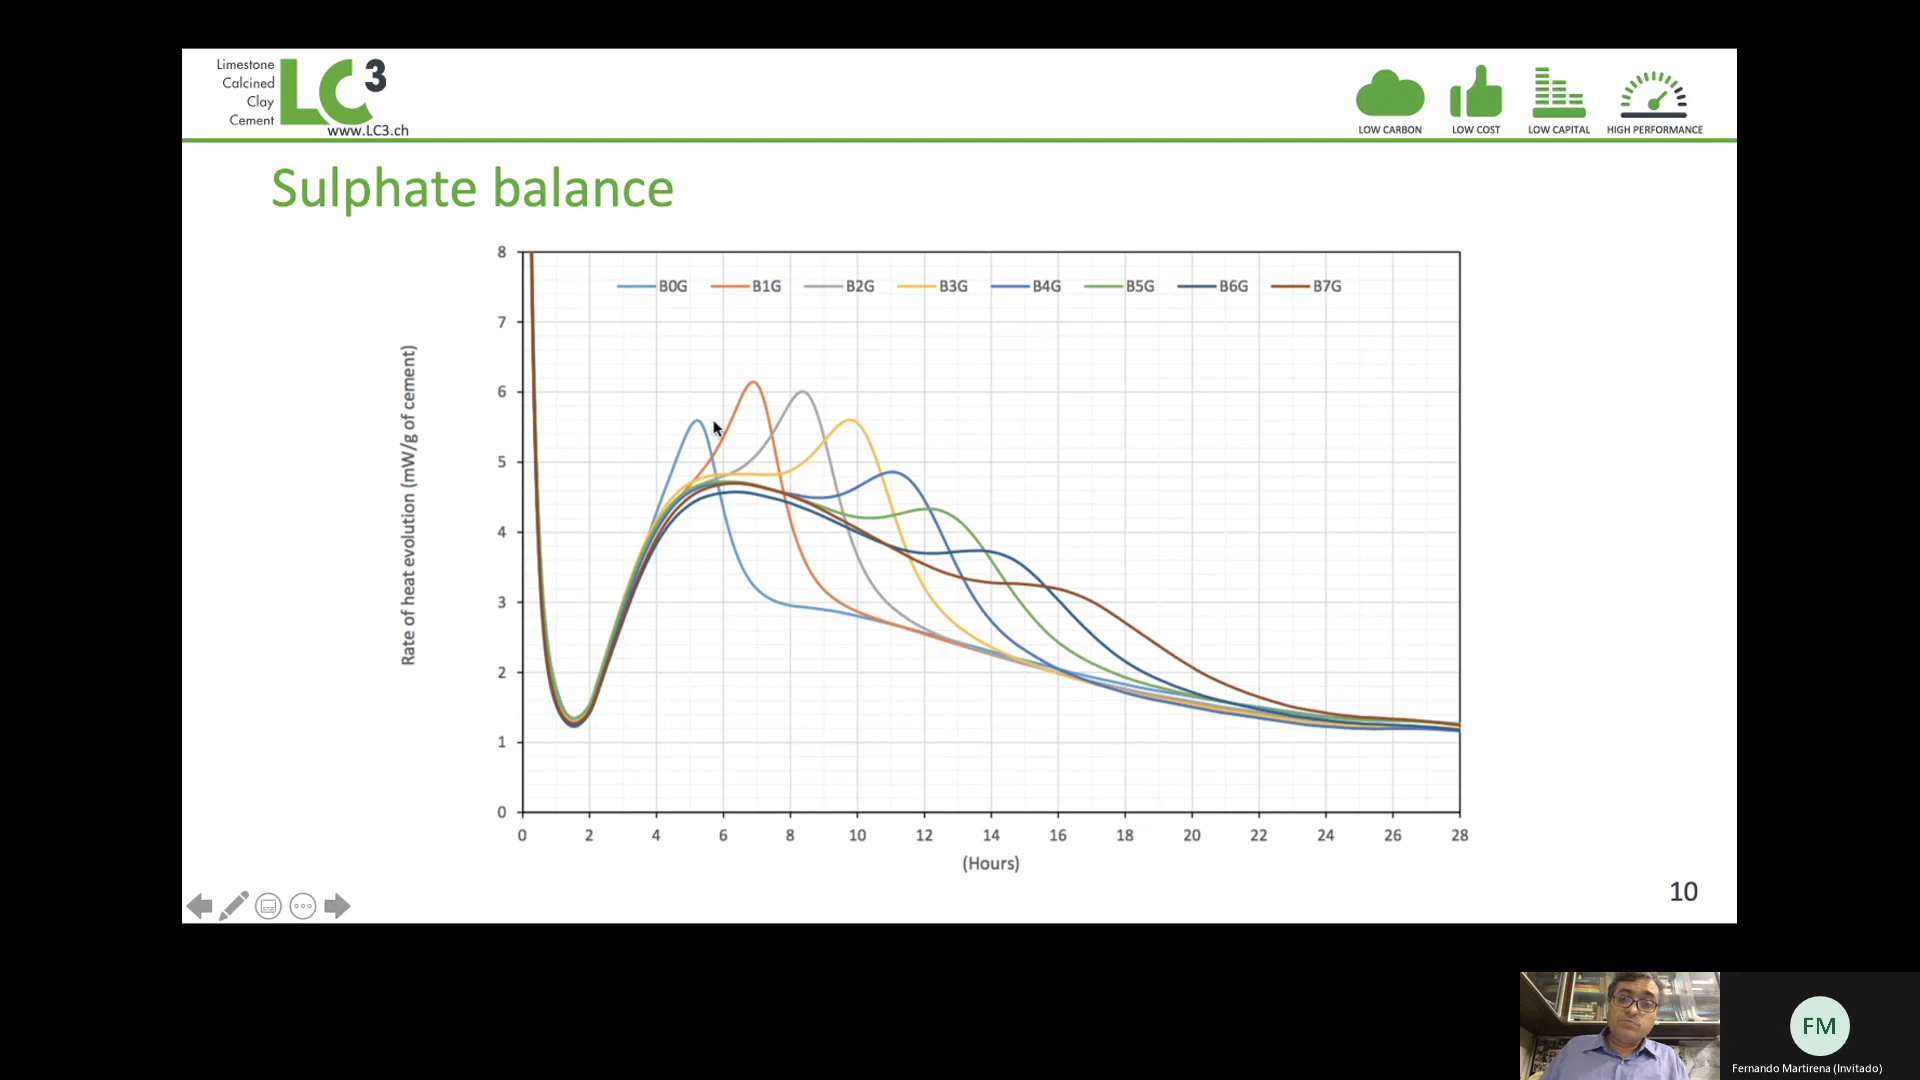 Limestone
Calcined
Clay
Cement
LC3
www.LC3.ch
LOW CARBON
LOW COST
LOW CAPITAL
HIGH PERFORMANCE
Sulphate balance
Rate of heat evolution (mW/g of cement)
8
7
6
5
4
3
2
1
0
B0G B1G B2G B3G B4G B5G B6G B7G
0 2 4 6 8 10 12 14 16 18 20 22 24 26 28
(Hours)
10
FM
Fernando Martirena (Invitado)